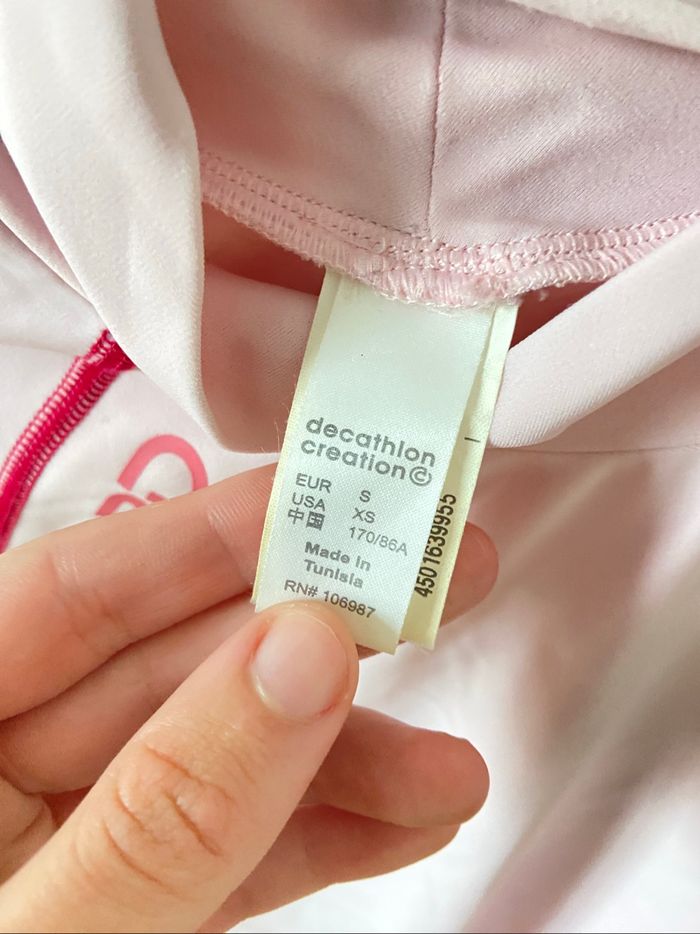 decathlon
creation©
EUR S
USA XS
中国 170/86A
Made in
Tunisia
RN# 106987
4501639955